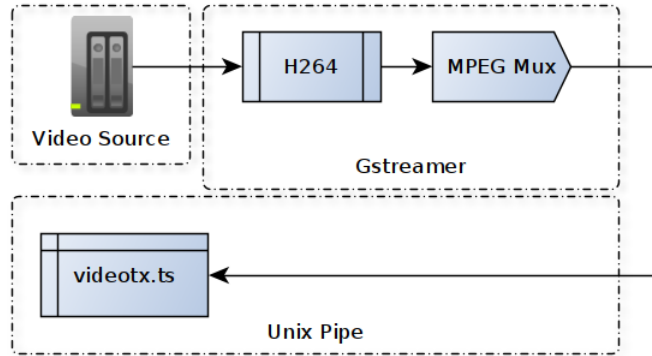 H264
MPEG Mux
Video Source
Gstreamer
videotx.ts
Unix Pipe